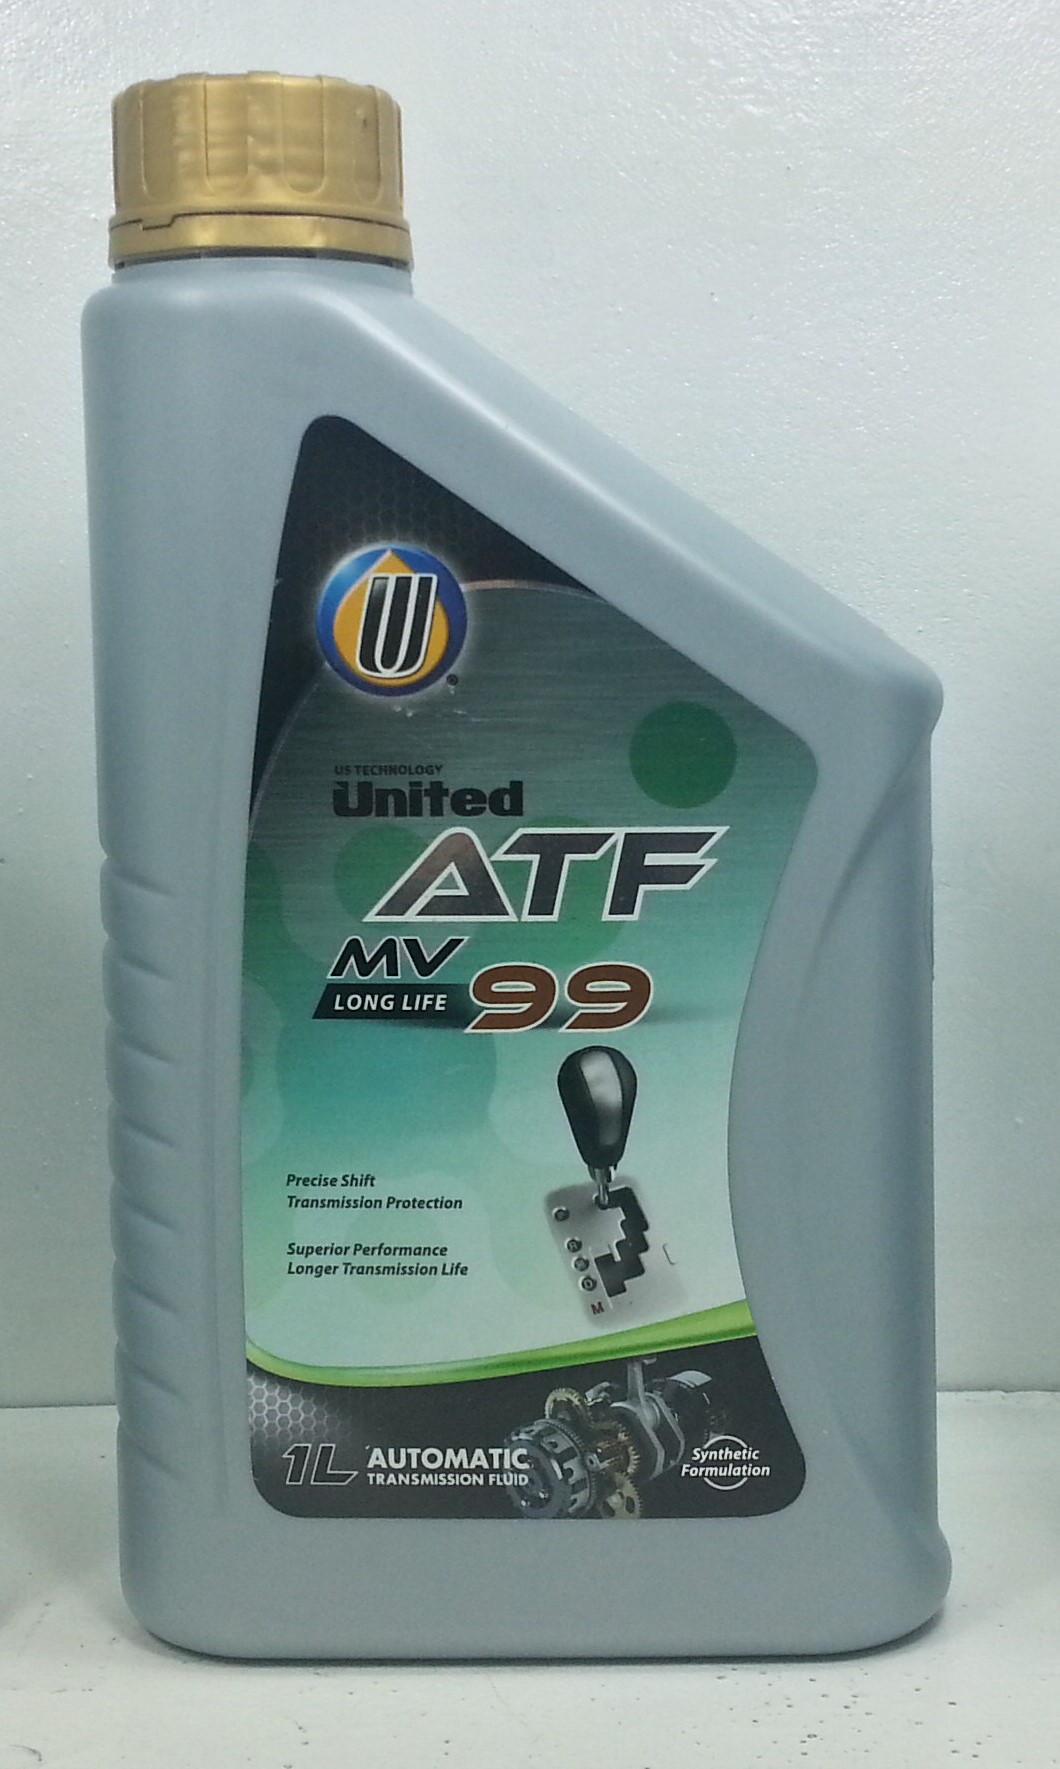 U
US TECHNOLOGY
United
ATF
MV
LONG LIFE 99
Precise Shift
Transmission Protection
Superior Performance
Longer Transmission Life
M
1L AUTOMATIC
TRANSMISSION FLUID
Synthetic
Formulation